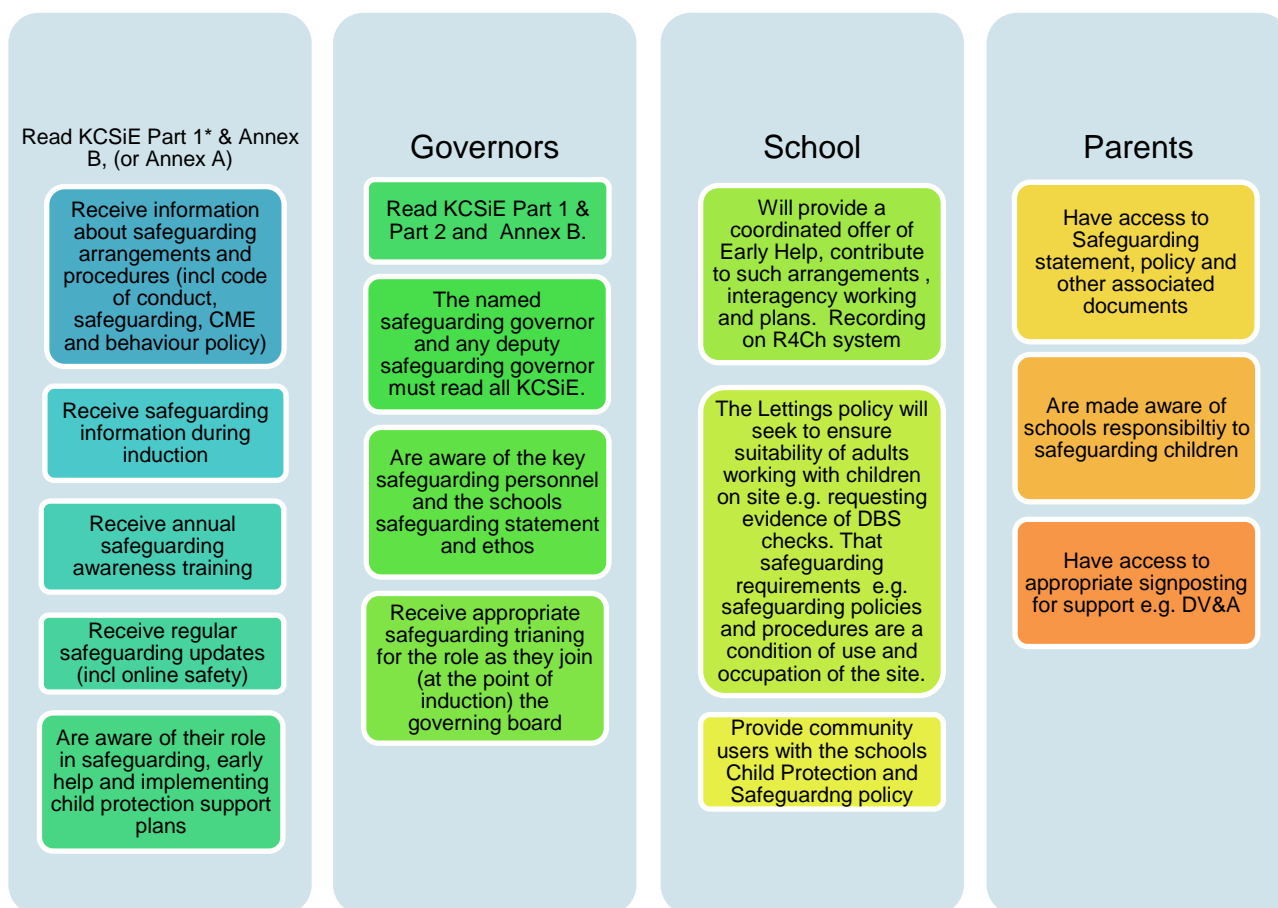 Read KCSiE Part 1* & Annex
B, (or Annex A)
Receive information
about safeguarding
arrangements and
procedures (incl code
of conduct,
safeguarding, CME
and behaviour policy)
Receive safeguarding
information during
induction
Receive annual
safeguarding
awareness training
Receive regular
safeguarding updates
(incl online safety)
Are aware of their role
in safeguarding, early
help and implementing
child protection support
plans
Governors
Read KCSiE Part 1 &
Part 2 and Annex B.
The named
safeguarding governor
and any deputy
safeguarding governor
must read all KCSiE.
Are aware of the key
safeguarding personnel
and the schools
safeguarding statement
and ethos
Receive appropriate
safeguarding trianing
for the role as they join
(at the point of
induction) the
governing board
School
Will provide a
coordinated offer of
Early Help, contribute
to such arrangements ,
interagency working
and plans. Recording
on R4Ch system
The Lettings policy will
seek to ensure
suitability of adults
working with children
on site e.g. requesting
evidence of DBS
checks. That
safeguarding
requirements e.g.
safeguarding policies
and procedures are a
condition of use and
occupation of the site.
Provide community
users with the schools
Child Protection and
Safeguardng policy
Parents
Have access to
Safeguarding
statement, policy and
other associated
documents
Are made aware of
schools responsibiltiy to
safeguarding children
Have access to
appropriate signposting
for support e.g. DV&A